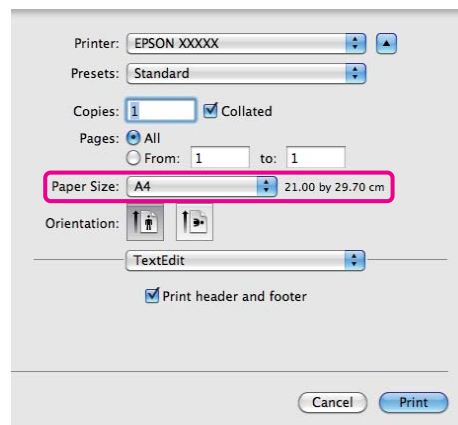 Printer: EPSON XXXXX
Presets: Standard
Copies: 1 Collated
Pages: All
From: 1 to: 1
Paper Size: A4 21.00 by 29.70 cm
Orientation:
TextEdit
Print header and footer
Cancel Print